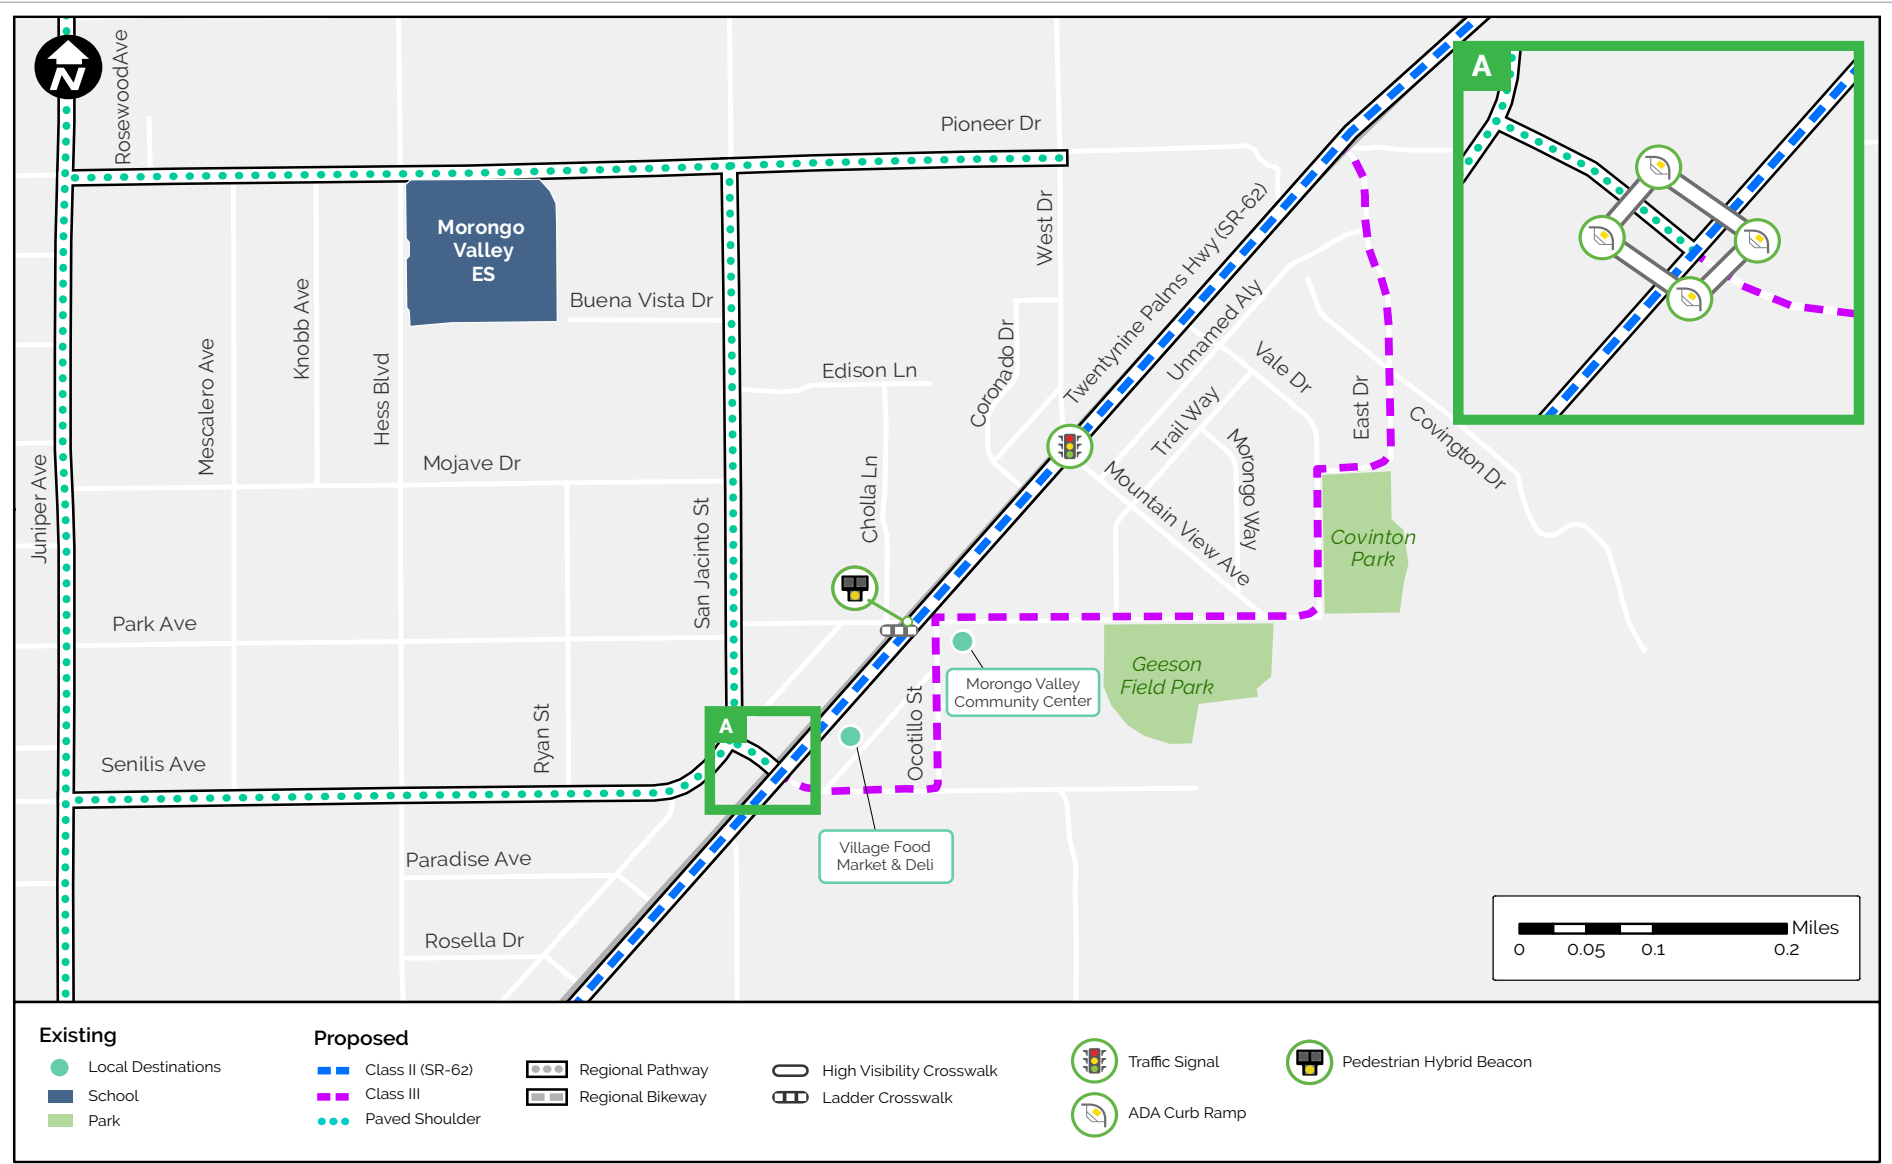 N
RosewoodAve
Pioneer Dr
A
Morongo
Valley
ES
West Dr
Twentynine Palms Hwy (SR-62)
Buena Vista Dr
Knobb Ave
Mescalero Ave
Hess Blvd
Edison Ln
Coronado Dr
Unnamed Aly
Vale Dr
Trail Way
East Dr
Covington Dr
Mojave Dr
Juniper Ave
San Jacinto St
Cholla Ln
Mountain View Ave
Morongo Way
Covinton
Park
Park Ave
Geeson
Field Park
Morongo Valley
Community Center
Ocotillo St
Ryan St
A
Senilis Ave
Village Food
Market & Deli
Paradise Ave
Rosella Dr
Miles
0
0.05
0.1
0.2
Existing
Local Destinations
School
Park
Proposed
Class II (SR-62)
Class III
Paved Shoulder
Regional Pathway
Regional Bikeway
High Visibility Crosswalk
Ladder Crosswalk
Traffic Signal
ADA Curb Ramp
Pedestrian Hybrid Beacon